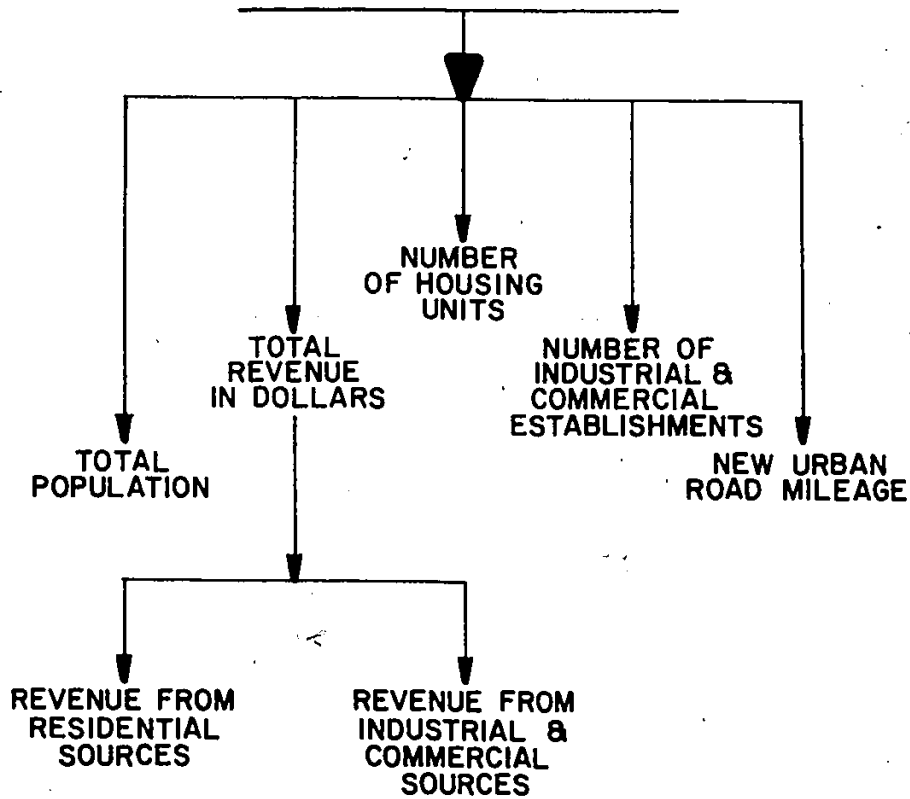 NUMBER
OF HOUSING
UNITS
TOTAL
REVENUE
IN DOLLARS
NUMBER OF
INDUSTRIAL &
COMMERCIAL
ESTABLISHMENTS
TOTAL
POPULATION
NEW URBAN
ROAD MILEAGE
REVENUE FROM
RESIDENTIAL
SOURCES
REVENUE FROM
INDUSTRIAL &
COMMERCIAL
SOURCES